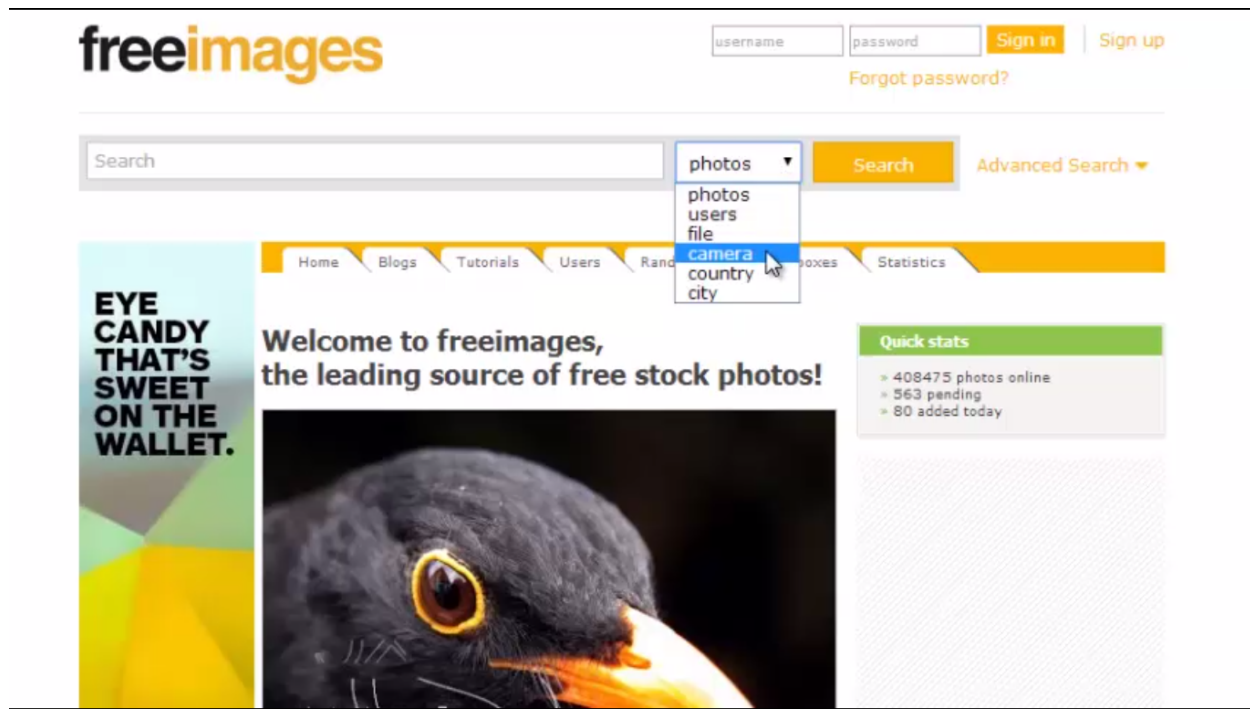 freeimages
username
password
Sign in
Sign up
Forgot password?
Search
photos
Search
Advanced Search
photos
users
file
camera
country
city
Home
Blogs
Tutorials
Users
Statistics
EYE
CANDY
THAT'S
SWEET
ON THE
WALLET.
Welcome to freeimages,
the leading source of free stock photos!
Quick stats
» 408475 photos online
» 563 pending
» 80 added today